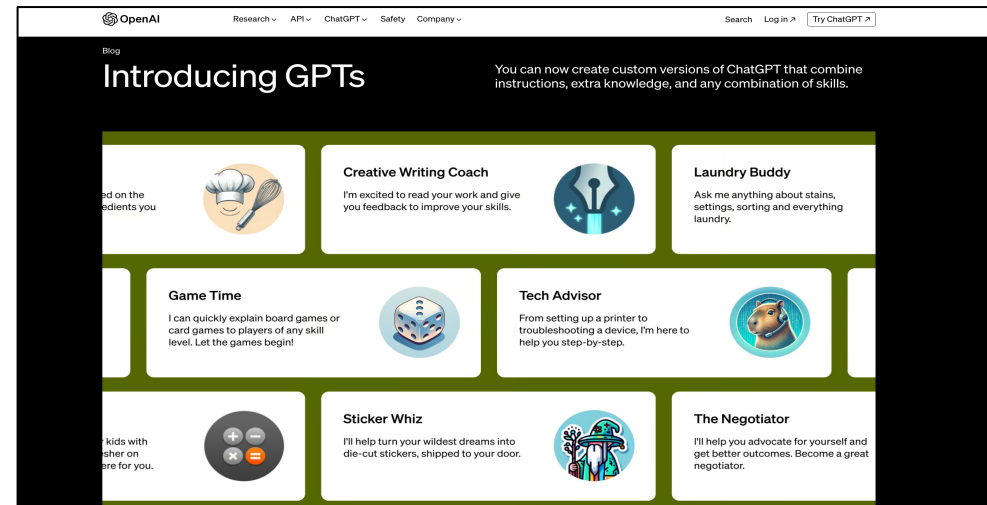 OpenAI
Research API ChatGPT Safety Company
Search Log in ↗ Try ChatGPT ↗
Blog
Introducing GPTs
You can now create custom versions of ChatGPT that combine
instructions, extra knowledge, and any combination of skills.
ed on the
edients you
Creative Writing Coach
I'm excited to read your work and give
you feedback to improve your skills.
Laundry Buddy
Ask me anything about stains,
settings, sorting and everything
laundry.
Game Time
I can quickly explain board games or
card games to players of any skill
level. Let the games begin!
Tech Advisor
From setting up a printer to
troubleshooting a device, I'm here to
help you step-by-step.
kids with
sher on
ere for you.
Sticker Whiz
I'll help turn your wildest dreams into
die-cut stickers, shipped to your door.
The Negotiator
I'll help you advocate for yourself and
get better outcomes. Become a great
negotiator.